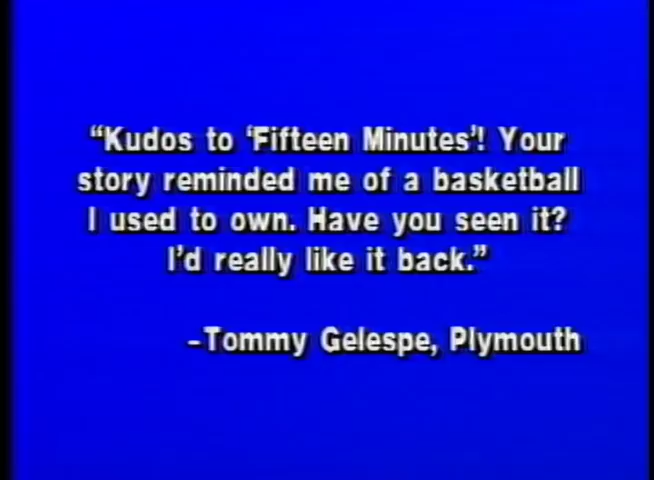 “Kudos to ‘Fifteen Minutes’! Your
story reminded me of a basketball
I used to own. Have you seen it?
I’d really like it back.”
–Tommy Gelespe, Plymouth